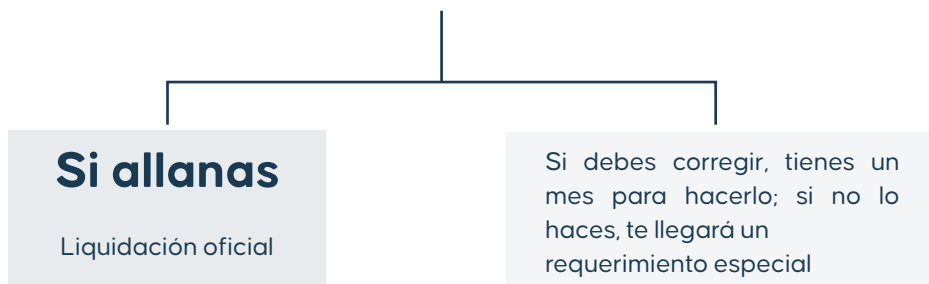 Si allanas
Liquidación oficial
Si debes corregir, tienes un
mes para hacerlo; si no lo
haces, te llegará un
requerimiento especial